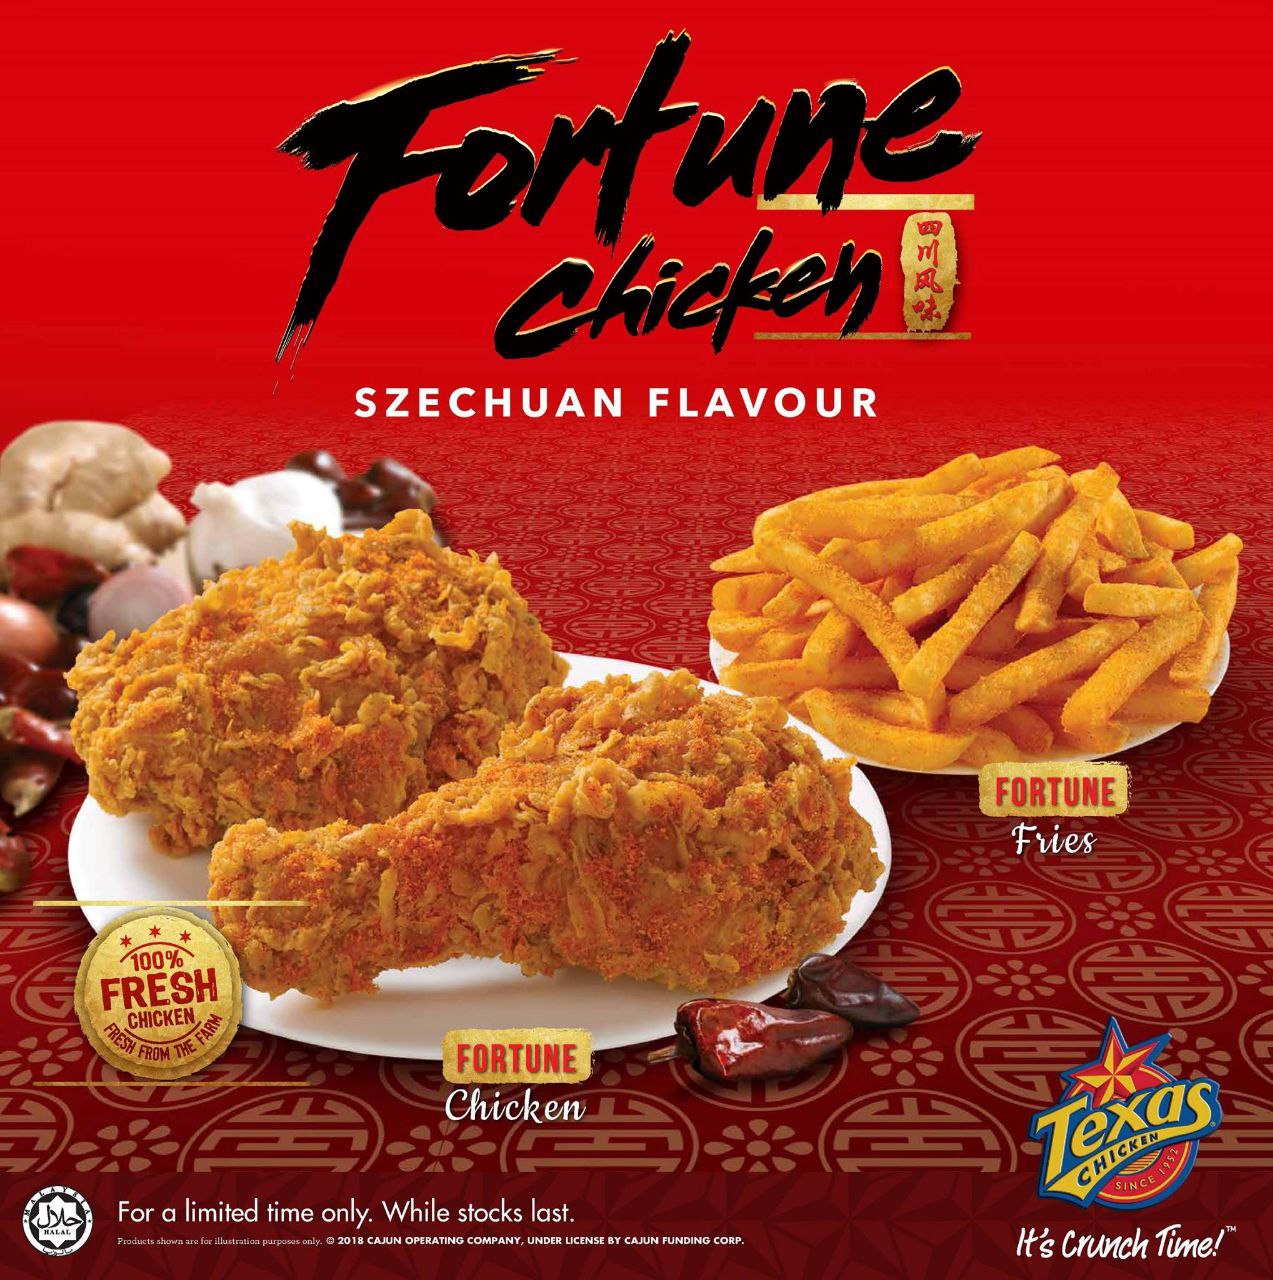 Fortune
Chicken
四川风味
SZECHUAN FLAVOUR
FORTUNE
Fries
100%
FRESH
CHICKEN
FRESH FROM THE FARM
FORTUNE
Chicken
Texas
CHICKEN
SINCE 1952
It's Crunch Time!™
MALAYSIA
حلال
HALAL
For a limited time only. While stocks last.
Products shown are for illustration purposes only. © 2018 CAJUN OPERATING COMPANY, UNDER LICENSE BY CAJUN FUNDING CORP.